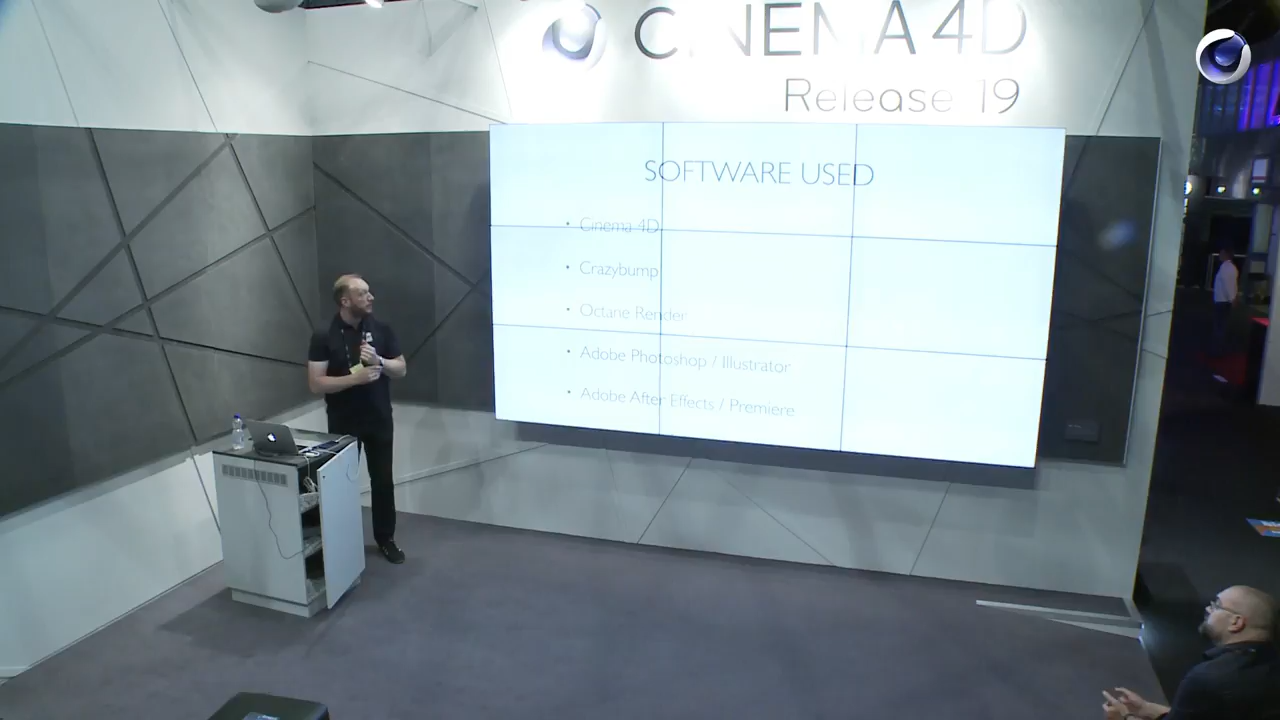 CINEMA 4D
Release 19
SOFTWARE USED
• Cinema 4D
• Crazybump
• Octane Render
• Adobe Photoshop / Illustrator
• Adobe After Effects / Premiere